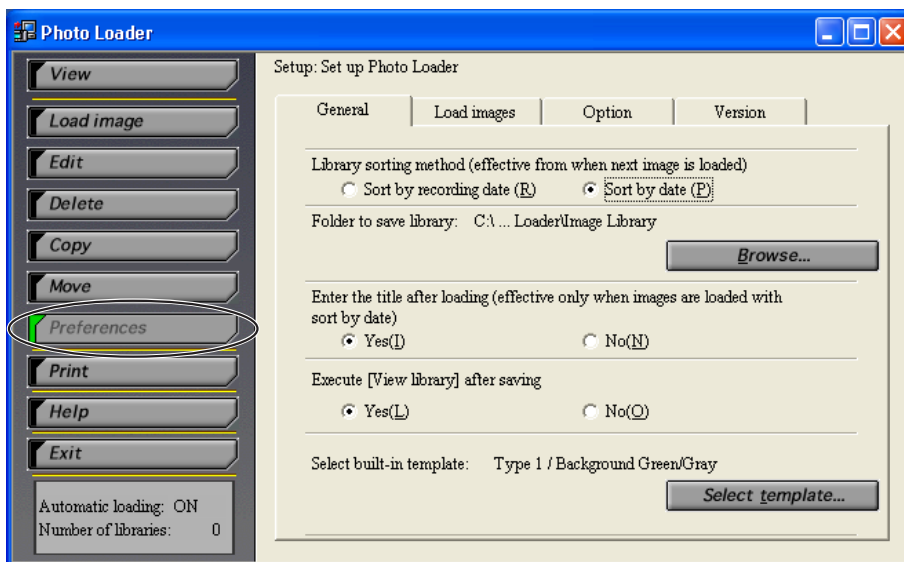 Photo Loader
View
Load image
Edit
Delete
Copy
Move
Preferences
Print
Help
Exit
Automatic loading: ON
Number of libraries: 0
Setup: Set up Photo Loader
General
Load images
Option
Version
Library sorting method (effective from when next image is loaded)
Sort by recording date (R)
Sort by date (P)
Folder to save library: C:\ ... Loader\Image Library
Browse...
Enter the title after loading (effective only when images are loaded with
sort by date)
Yes(I)
No(N)
Execute [View library] after saving
Yes(L)
No(O)
Select built-in template: Type 1 / Background Green/Gray
Select template...